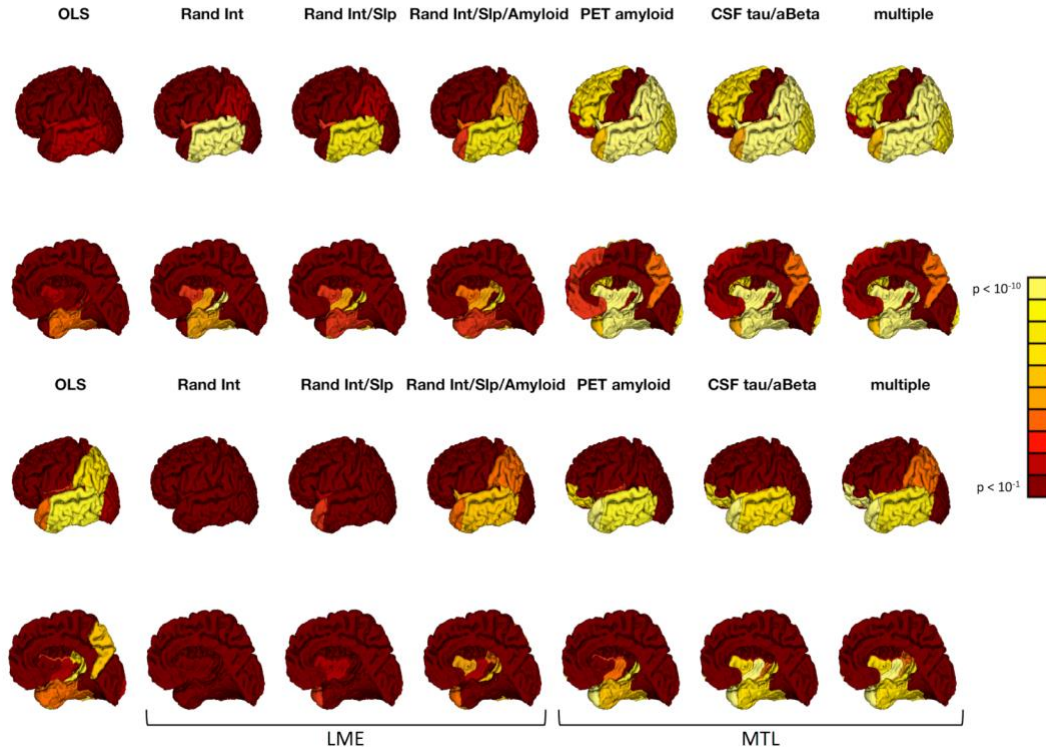 OLS Rand Int Rand Int/Slp Rand Int/Slp/Amyloid PET amyloid CSF tau/aBeta multiple
p < 10-10
OLS Rand Int Rand Int/Slp Rand Int/Slp/Amyloid PET amyloid CSF tau/aBeta multiple
p < 10-1
LME MTL